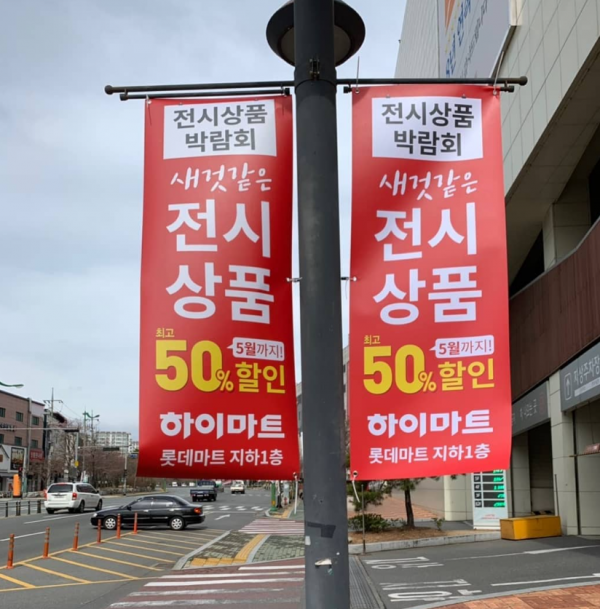 전시상품
박람회
새것같은
전시
상품
최고
5월까지!
50% 할인
하이마트
롯데마트 지하1층
전시상품
박람회
새것같은
전시
상품
최고
5월까지!
50% 할인
하이마트
롯데마트 지하1층